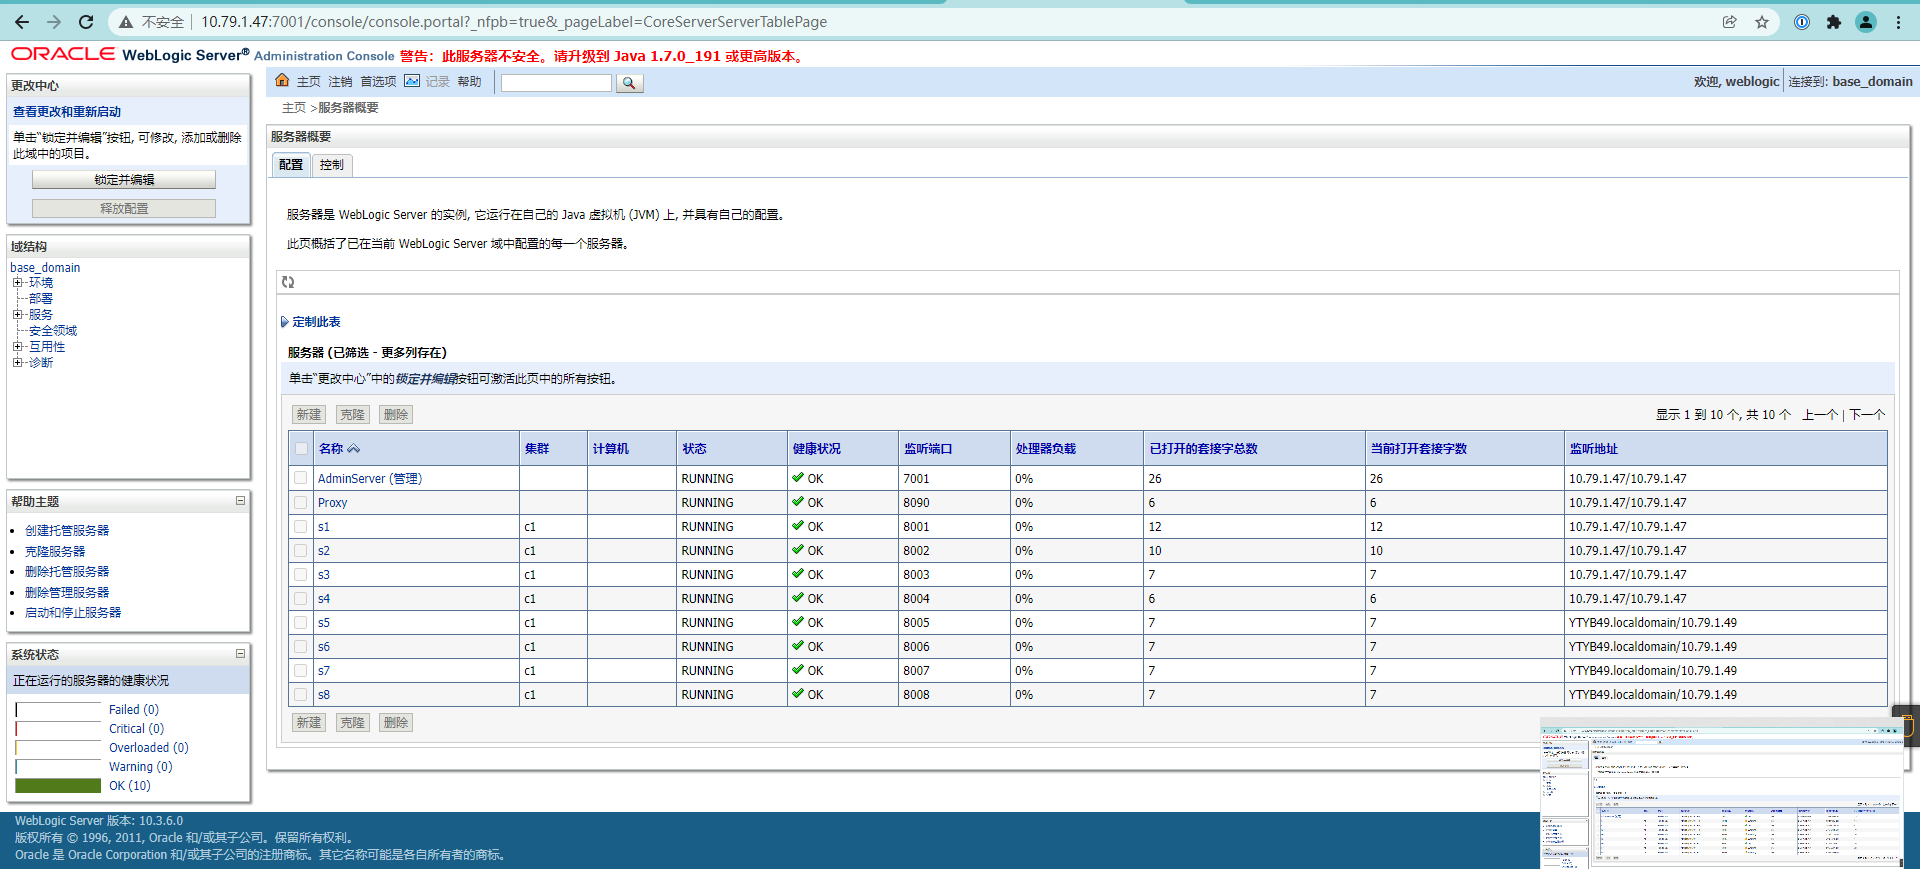 不安全 | 10.79.1.47:7001/console/console.portal?_nfpb=true&_pageLabel=CoreServerServerTablePage
ORACLE WebLogic Server® Administration Console 警告：此服务器不安全。请升级到 Java 1.7.0_191 或更高版本。
更改中心
查看更改和重新启动
单击“锁定并编辑”按钮, 可修改, 添加或删除
此域中的项目。
锁定并编辑
释放配置
域结构
base_domain
环境
部署
服务
安全领域
互用性
诊断
帮助主题
创建托管服务器
克隆服务器
删除托管服务器
删除管理服务器
启动和停止服务器
系统状态
正在运行的服务器的健康状况
Failed (0)
Critical (0)
Overloaded (0)
Warning (0)
OK (10)
主页 注销 首选项 记录 帮助
欢迎, weblogic 连接到: base_domain
主页 >服务器概要
服务器概要
配置 控制
服务器是 WebLogic Server 的实例, 它运行在自己的 Java 虚拟机 (JVM) 上, 并具有自己的配置。
此页概括了已在当前 WebLogic Server 域中配置的每一个服务器。
定制此表
服务器 (已筛选 - 更多列存在)
单击“更改中心”中的锁定并编辑按钮可激活此页中的所有按钮。
新建 克隆 删除 显示 1 到 10 个, 共 10 个 上一个 | 下一个
名称 集群 计算机 状态 健康状况 监听端口 处理器负载 已打开的套接字总数 当前打开套接字数 监听地址
AdminServer (管理) RUNNING OK 7001 0% 26 26 10.79.1.47/10.79.1.47
Proxy RUNNING OK 8090 0% 6 6 10.79.1.47/10.79.1.47
s1 c1 RUNNING OK 8001 0% 12 12 10.79.1.47/10.79.1.47
s2 c1 RUNNING OK 8002 0% 10 10 10.79.1.47/10.79.1.47
s3 c1 RUNNING OK 8003 0% 7 7 10.79.1.47/10.79.1.47
s4 c1 RUNNING OK 8004 0% 6 6 10.79.1.47/10.79.1.47
s5 c1 RUNNING OK 8005 0% 7 7 YTYB49.localdomain/10.79.1.49
s6 c1 RUNNING OK 8006 0% 7 7 YTYB49.localdomain/10.79.1.49
s7 c1 RUNNING OK 8007 0% 7 7 YTYB49.localdomain/10.79.1.49
s8 c1 RUNNING OK 8008 0% 7 7 YTYB49.localdomain/10.79.1.49
新建 克隆 删除
WebLogic Server 版本: 10.3.6.0
版权所有 © 1996, 2011, Oracle 和/或其子公司。保留所有权利。
Oracle 是 Oracle Corporation 和/或其子公司的注册商标。其它名称可能是各自所有者的商标。